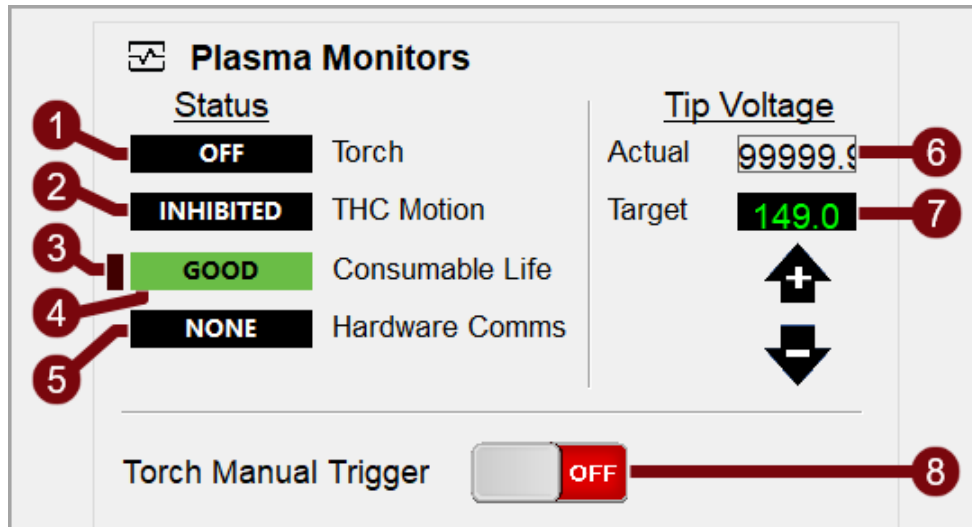 Plasma Monitors
Status
Tip Voltage
1
OFF Torch
Actual 99999.9
6
2
INHIBITED THC Motion
Target 149.0
7
3
GOOD Consumable Life
+
4
5
NONE Hardware Comms
-
Torch Manual Trigger OFF
8